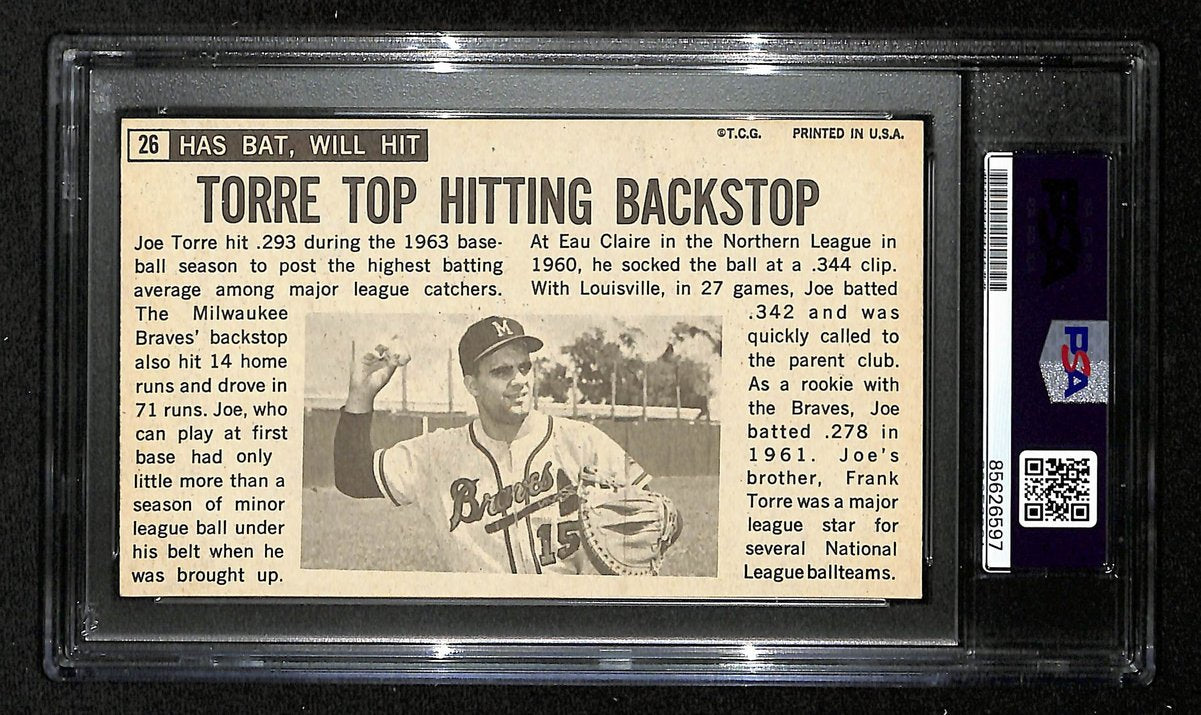 26 HAS BAT, WILL HIT
©T.C.G. PRINTED IN U.S.A.
TORRE TOP HITTING BACKSTOP
Joe Torre hit .293 during the 1963 base-
ball season to post the highest batting
average among major league catchers.
The Milwaukee
Braves' backstop
also hit 14 home
runs and drove in
71 runs. Joe, who
can play at first
base had only
little more than a
season of minor
league ball under
his belt when he
was brought up.
At Eau Claire in the Northern League in
1960, he socked the ball at a .344 clip.
With Louisville, in 27 games, Joe batted
.342 and was
quickly called to
the parent club.
As a rookie with
the Braves, Joe
batted .278 in
1961. Joe's
brother, Frank
Torre was a major
league star for
several National
League ballteams.
M
Braves
15
PSA
PSA
85626597